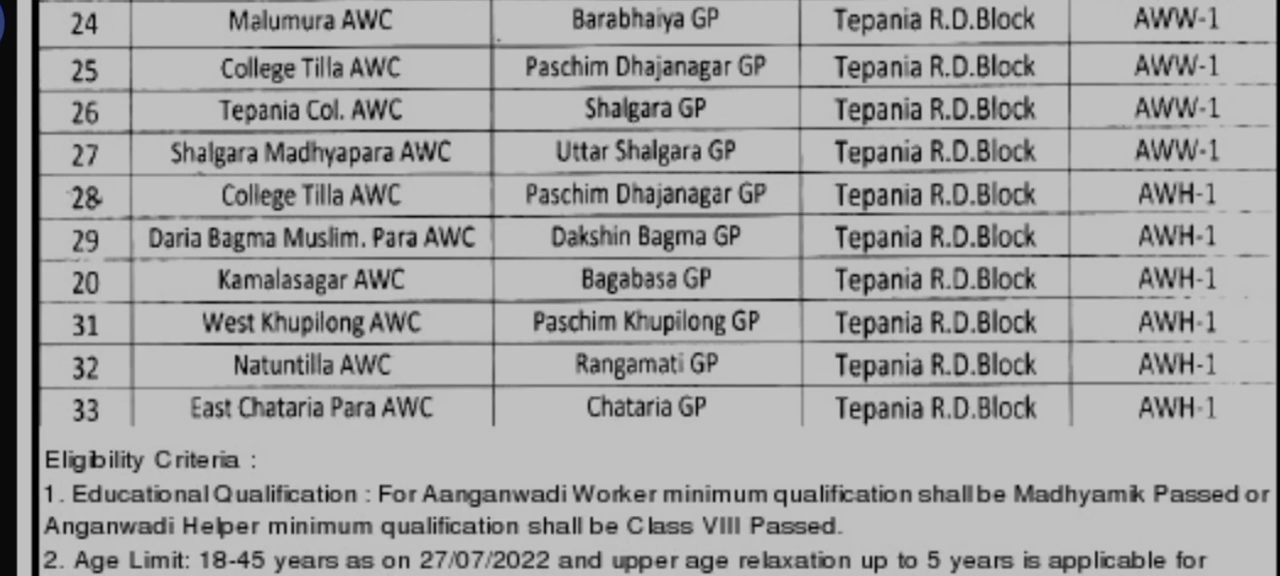 24 Malumura AWC Barabhaiya GP Tepania R.D.Block AWW-1
25 College Tilla AWC Paschim Dhajanagar GP Tepania R.D.Block AWW-1
26 Tepania Col. AWC Shalgara GP Tepania R.D.Block AWW-1
27 Shalgara Madhyapara AWC Uttar Shalgara GP Tepania R.D.Block AWW-1
28 College Tilla AWC Paschim Dhajanagar GP Tepania R.D.Block AWH-1
29 Daria Bagma Muslim. Para AWC Dakshin Bagma GP Tepania R.D.Block AWH-1
20 Kamalasagar AWC Bagabasa GP Tepania R.D.Block AWH-1
31 West Khupilong AWC Paschim Khupilong GP Tepania R.D.Block AWH-1
32 Natuntilla AWC Rangamati GP Tepania R.D.Block AWH-1
33 East Chataria Para AWC Chataria GP Tepania R.D.Block AWH-1
Eligibility Criteria :
1. Educational Qualification : For Aanganwadi Worker minimum qualification shall be Madhyamik Passed or
Anganwadi Helper minimum qualification shall be Class VIII Passed.
2. Age Limit: 18-45 years as on 27/07/2022 and upper age relaxation up to 5 years is applicable for